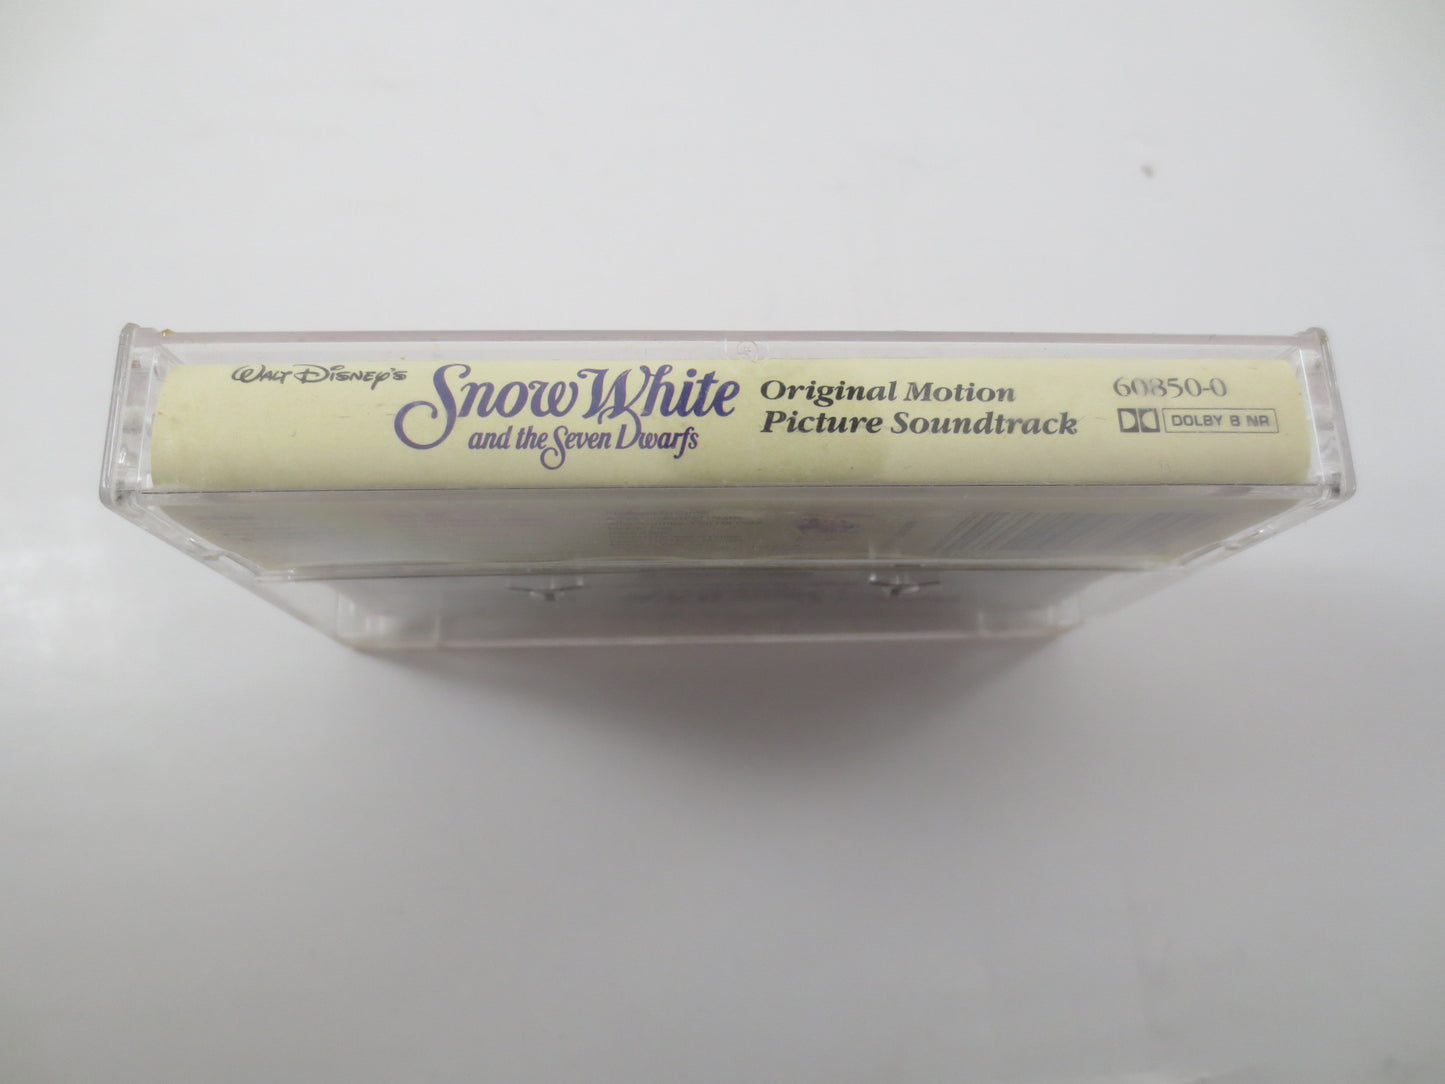 Walt Disney's
Snow White
and the Seven Dwarfs
Original Motion
Picture Soundtrack
60850-0
DOLBY B NR